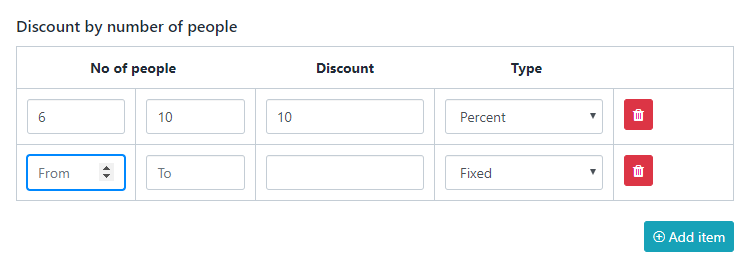 Discount by number of people
No of people Discount Type
6 10 10 Percent
From To Fixed
Add item